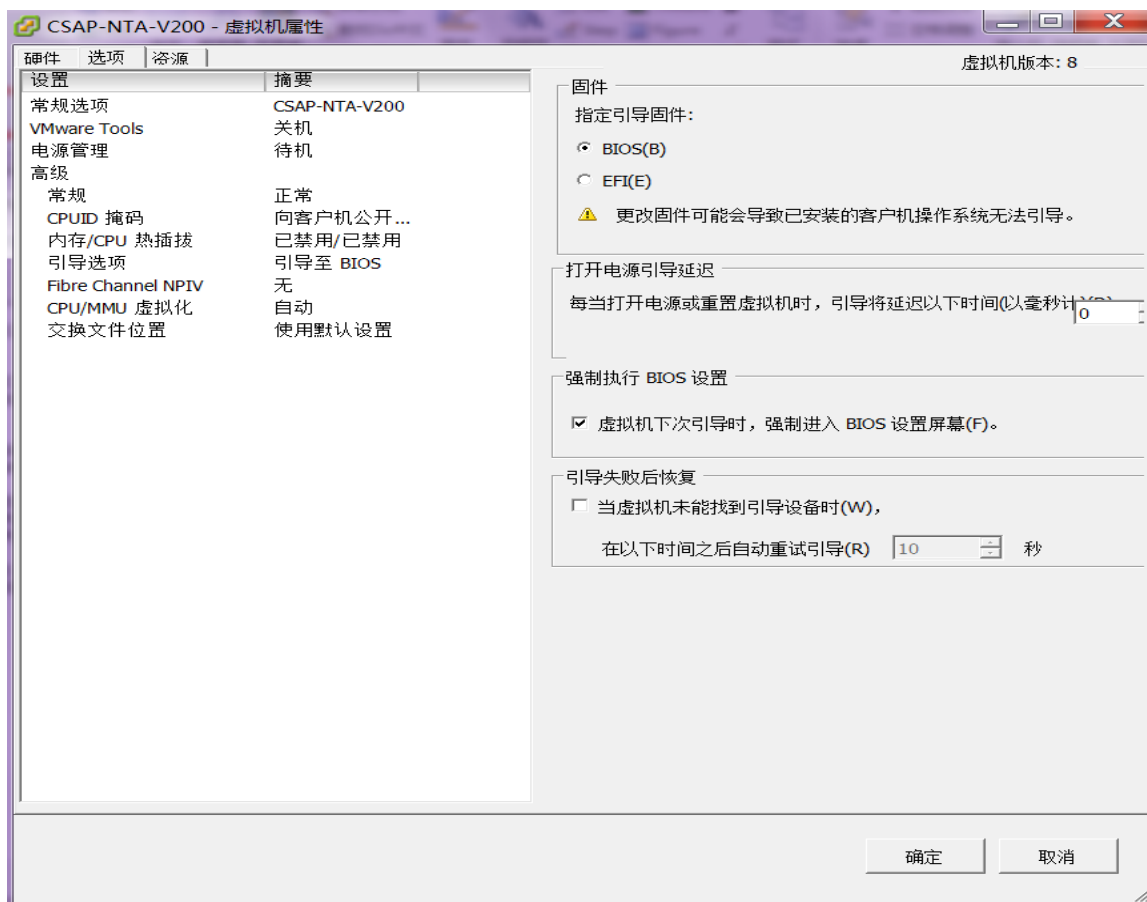 CSAP-NTA-V200 - 虚拟机属性
硬件 选项 资源
虚拟机版本: 8
设置 摘要
常规选项 CSAP-NTA-V200
VMware Tools 关机
电源管理 待机
高级
常规 正常
CPUID 掩码 向客户机公开...
内存/CPU 热插拔 已禁用/已禁用
引导选项 引导至 BIOS
Fibre Channel NPIV 无
CPU/MMU 虚拟化 自动
交换文件位置 使用默认设置
固件
指定引导固件:
BIOS(B)
EFI(E)
更改固件可能会导致已安装的客户机操作系统无法引导。
打开电源引导延迟
每当打开电源或重置虚拟机时，引导将延迟以下时间(以毫秒计
0
强制执行 BIOS 设置
虚拟机下次引导时，强制进入 BIOS 设置屏幕(F)。
引导失败后恢复
当虚拟机未能找到引导设备时(W)，
在以下时间之后自动重试引导(R) 10 秒
确定 取消